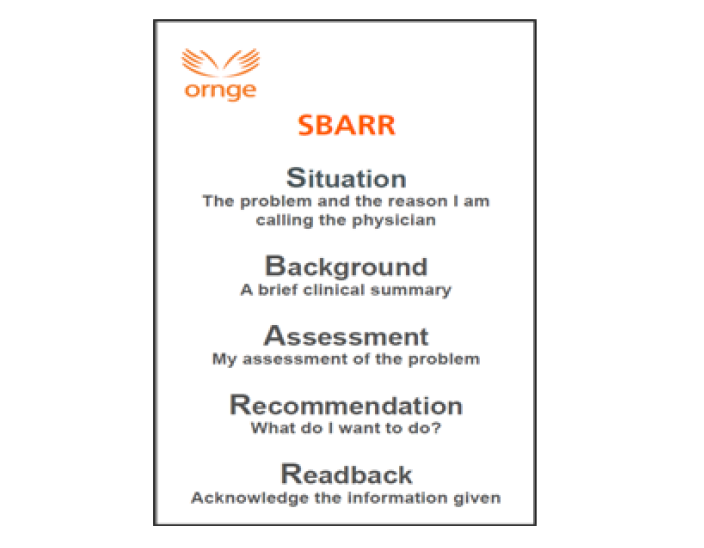 ornge
SBARR
Situation
The problem and the reason I am
calling the physician
Background
A brief clinical summary
Assessment
My assessment of the problem
Recommendation
What do I want to do?
Readback
Acknowledge the information given